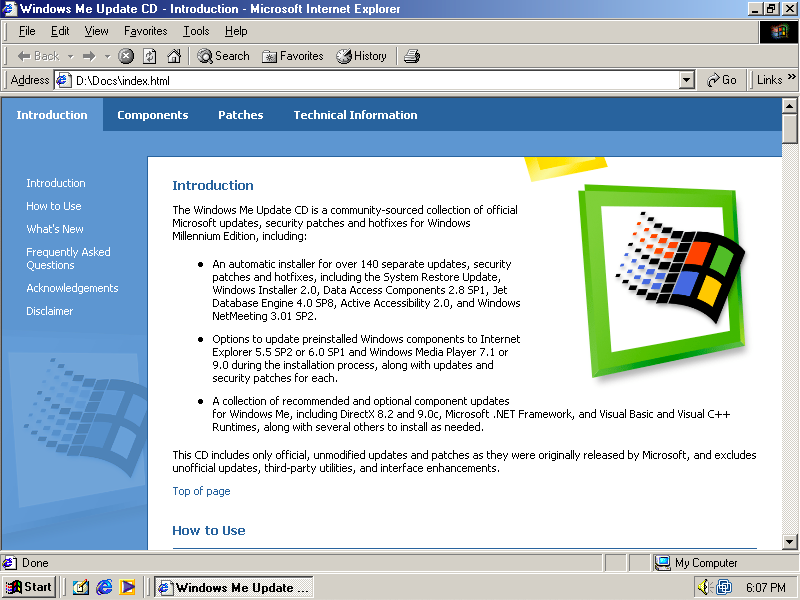 Windows Me Update CD - Introduction - Microsoft Internet Explorer
File Edit View Favorites Tools Help
Back Search Favorites History
Address D:\Docs\index.html Go Links »
Introduction Components Patches Technical Information
Introduction
How to Use
What's New
Frequently Asked
Questions
Acknowledgements
Disclaimer
Introduction
The Windows Me Update CD is a community-sourced collection of official
Microsoft updates, security patches and hotfixes for Windows
Millennium Edition, including:
• An automatic installer for over 140 separate updates, security
patches and hotfixes, including the System Restore Update,
Windows Installer 2.0, Data Access Components 2.8 SP1, Jet
Database Engine 4.0 SP8, Active Accessibility 2.0, and Windows
NetMeeting 3.01 SP2.
• Options to update preinstalled Windows components to Internet
Explorer 5.5 SP2 or 6.0 SP1 and Windows Media Player 7.1 or
9.0 during the installation process, along with updates and
security patches for each.
• A collection of recommended and optional component updates
for Windows Me, including DirectX 8.2 and 9.0c, Microsoft .NET Framework, and Visual Basic and Visual C++
Runtimes, along with several others to install as needed.
This CD includes only official, unmodified updates and patches as they were originally released by Microsoft, and excludes
unofficial updates, third-party utilities, and interface enhancements.
Top of page
How to Use
Done My Computer
Start Windows Me Update ... 6:07 PM